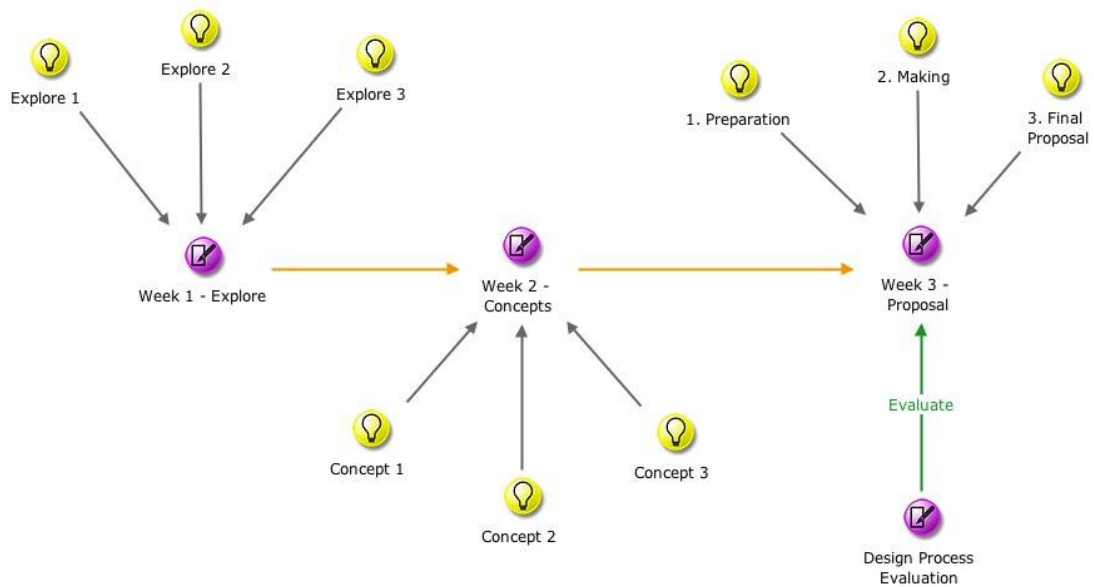 Explore 1
Explore 2
Explore 3
Week 1 - Explore
Week 2 -
Concepts
Concept 1
Concept 2
Concept 3
1. Preparation
2. Making
3. Final
Proposal
Week 3 -
Proposal
Evaluate
Design Process
Evaluation